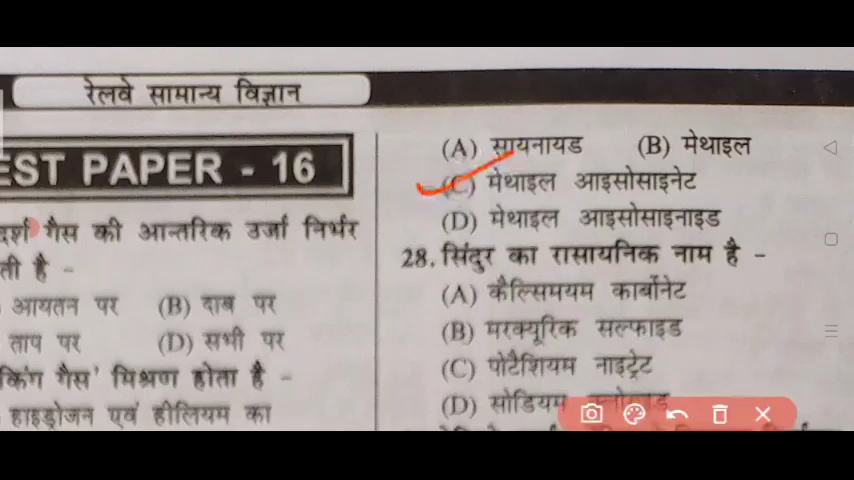 रेलवे सामान्य विज्ञान
EST PAPER - 16
दर्श गैस की आन्तरिक उर्जा निर्भर
ती है -
आयतन पर (B) दाब पर
ताप पर (D) सभी पर
किंग गैस' मिश्रण होता है -
हाइड्रोजन एवं हीलियम का
(A) सायनायड (B) मेथाइल
(C) मेथाइल आइसोसाइनेट
(D) मेथाइल आइसोसाइनाइड
28. सिंदुर का रासायनिक नाम है -
(A) कैल्सिमयम कार्बोनेट
(B) मरक्यूरिक सल्फाइड
(C) पोटैशियम नाइट्रेट
(D) सोडियम